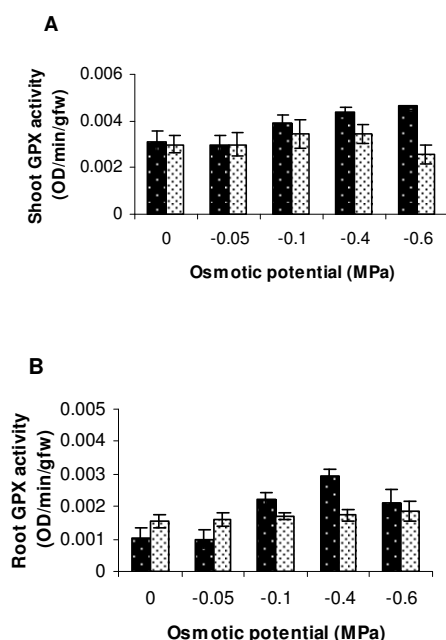 A
Shoot GPX activity
(OD/min/gfw)
0.006
0.004
0.002
0
0 -0.05 -0.1 -0.4 -0.6
Osmotic potential (MPa)
B
Root GPX activity
(OD/min/gfw)
0.005
0.004
0.003
0.002
0.001
0
0 -0.05 -0.1 -0.4 -0.6
Osmotic potential (MPa)